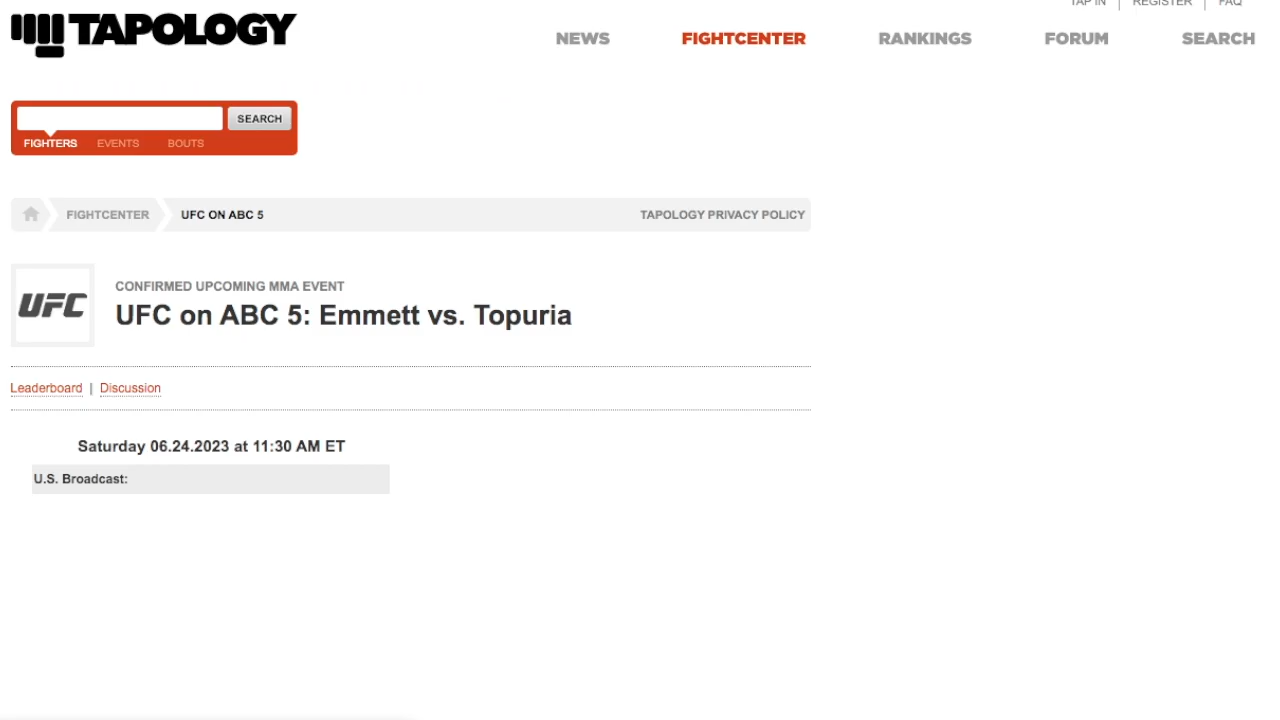 TAP IN | REGISTER | FAQ
TAPOLOGY
NEWS FIGHTCENTER RANKINGS FORUM SEARCH
SEARCH
FIGHTERS EVENTS BOUTS
FIGHTCENTER UFC ON ABC 5 TAPOLOGY PRIVACY POLICY
UFC
CONFIRMED UPCOMING MMA EVENT
UFC on ABC 5: Emmett vs. Topuria
Leaderboard | Discussion
Saturday 06.24.2023 at 11:30 AM ET
U.S. Broadcast: